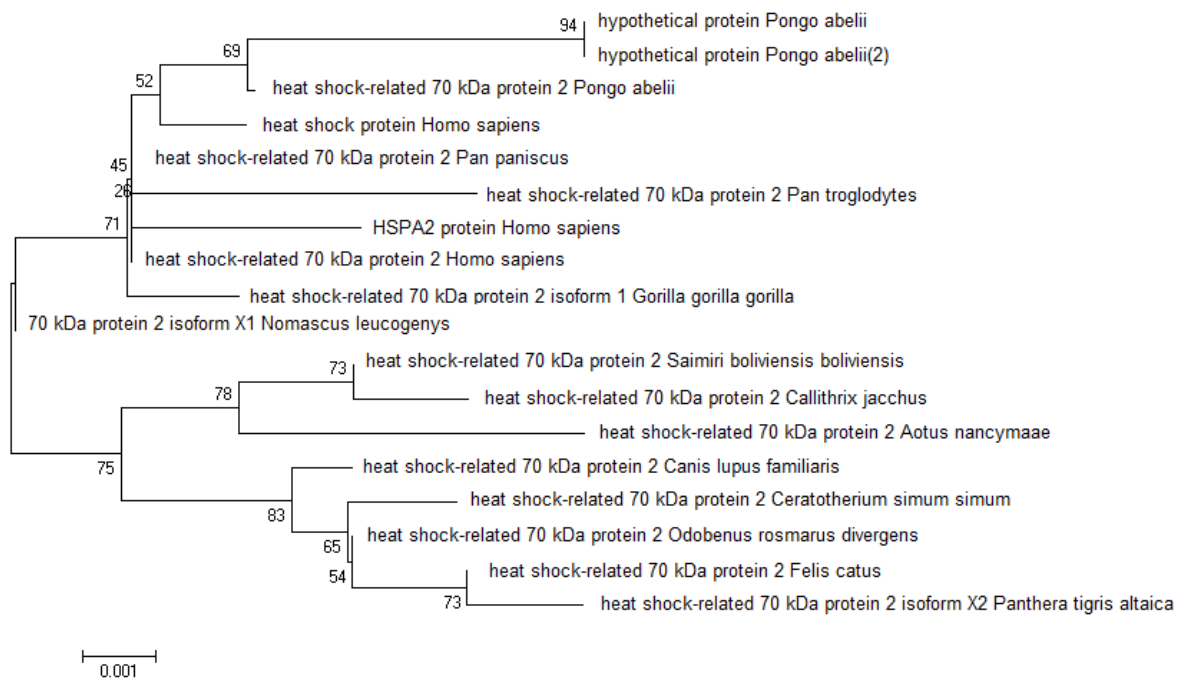 94 hypothetical protein Pongo abelii
69 hypothetical protein Pongo abelii(2)
52 heat shock-related 70 kDa protein 2 Pongo abelii
heat shock protein Homo sapiens
45 heat shock-related 70 kDa protein 2 Pan paniscus
26 heat shock-related 70 kDa protein 2 Pan troglodytes
71 HSPA2 protein Homo sapiens
heat shock-related 70 kDa protein 2 Homo sapiens
heat shock-related 70 kDa protein 2 isoform 1 Gorilla gorilla gorilla
70 kDa protein 2 isoform X1 Nomascus leucogenys
73 heat shock-related 70 kDa protein 2 Saimiri boliviensis boliviensis
78 heat shock-related 70 kDa protein 2 Callithrix jacchus
heat shock-related 70 kDa protein 2 Aotus nancymaae
75 heat shock-related 70 kDa protein 2 Canis lupus familiaris
heat shock-related 70 kDa protein 2 Ceratotherium simum simum
83
heat shock-related 70 kDa protein 2 Odobenus rosmarus divergens
65
54 heat shock-related 70 kDa protein 2 Felis catus
73 heat shock-related 70 kDa protein 2 isoform X2 Panthera tigris altaica
0.001